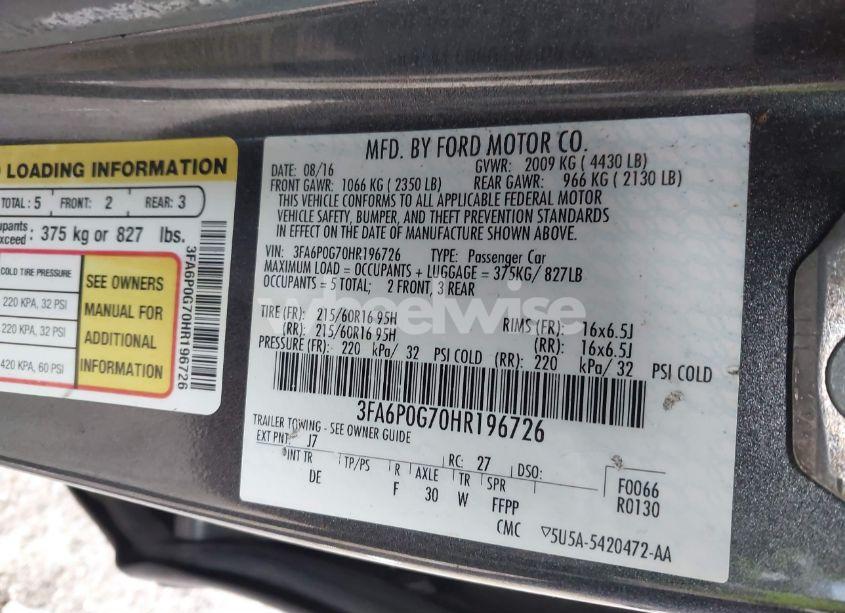 LOADING INFORMATION
TOTAL : 5 FRONT: 2 REAR: 3
375 kg or 827 lbs.
COLD TIRE PRESSURE
220 KPA, 32 PSI
220 KPA, 32 PSI
420 KPA, 60 PSI
SEE OWNERS
MANUAL FOR
ADDITIONAL
INFORMATION
3FA6P0G70HR196726
MFD. BY FORD MOTOR CO.
DATE: 08/16 GVWR: 2009 KG ( 4430 LB)
FRONT GAWR: 1066 KG ( 2350 LB) REAR GAWR: 966 KG ( 2130 LB)
THIS VEHICLE CONFORMS TO ALL APPLICABLE FEDERAL MOTOR
VEHICLE SAFETY, BUMPER, AND THEFT PREVENTION STANDARDS
IN EFFECT ON THE DATE OF MANUFACTURE SHOWN ABOVE.
VIN: 3FA6P0G70HR196726 TYPE: Passenger Car
MAXIMUM LOAD = OCCUPANTS + LUGGAGE = 375KG/ 827LB
OCCUPANTS = 5 TOTAL; 2 FRONT, 3 REAR
wheelwise
TIRE (FR): 215/60R16 95H RIMS (FR): 16x6.5J
(RR): 215/60R16 95H (RR): 16x6.5J
PRESSURE (FR): 220 kPa/ 32 PSI COLD (RR): 220 kPa/ 32 PSI COLD
3FA6P0G70HR196726
TRAILER TOWING - SEE OWNER GUIDE
EXT PNT: J7 RC: 27 DSO: F0066
INT TR TP/PS R AXLE TR SPR R0130
DE F 30 W FFPP
CMC 5U5A-5420472-AA